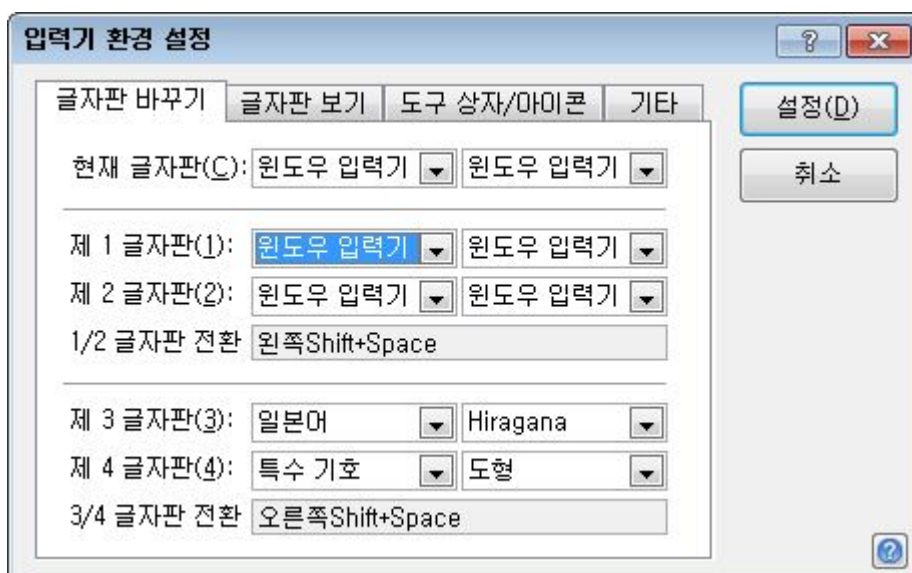 입력기 환경 설정
글자판 바꾸기 글자판 보기 도구 상자/아이콘 기타
설정(D)
취소
현재 글자판(C): 윈도우 입력기 윈도우 입력기
제 1 글자판(1): 윈도우 입력기 윈도우 입력기
제 2 글자판(2): 윈도우 입력기 윈도우 입력기
1/2 글자판 전환 왼쪽Shift+Space
제 3 글자판(3): 일본어 Hiragana
제 4 글자판(4): 특수 기호 도형
3/4 글자판 전환 오른쪽Shift+Space